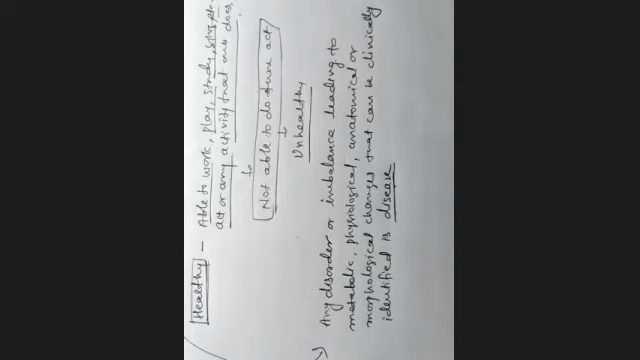 Healthy - Able to work, play, study, sing, etc.
act or any activity that one does.
Not able to do act
Unhealthy
Any disorder or imbalance leading to
metabolic, physiological, anatomical or
morphological changes that can be clinically
identified is disease